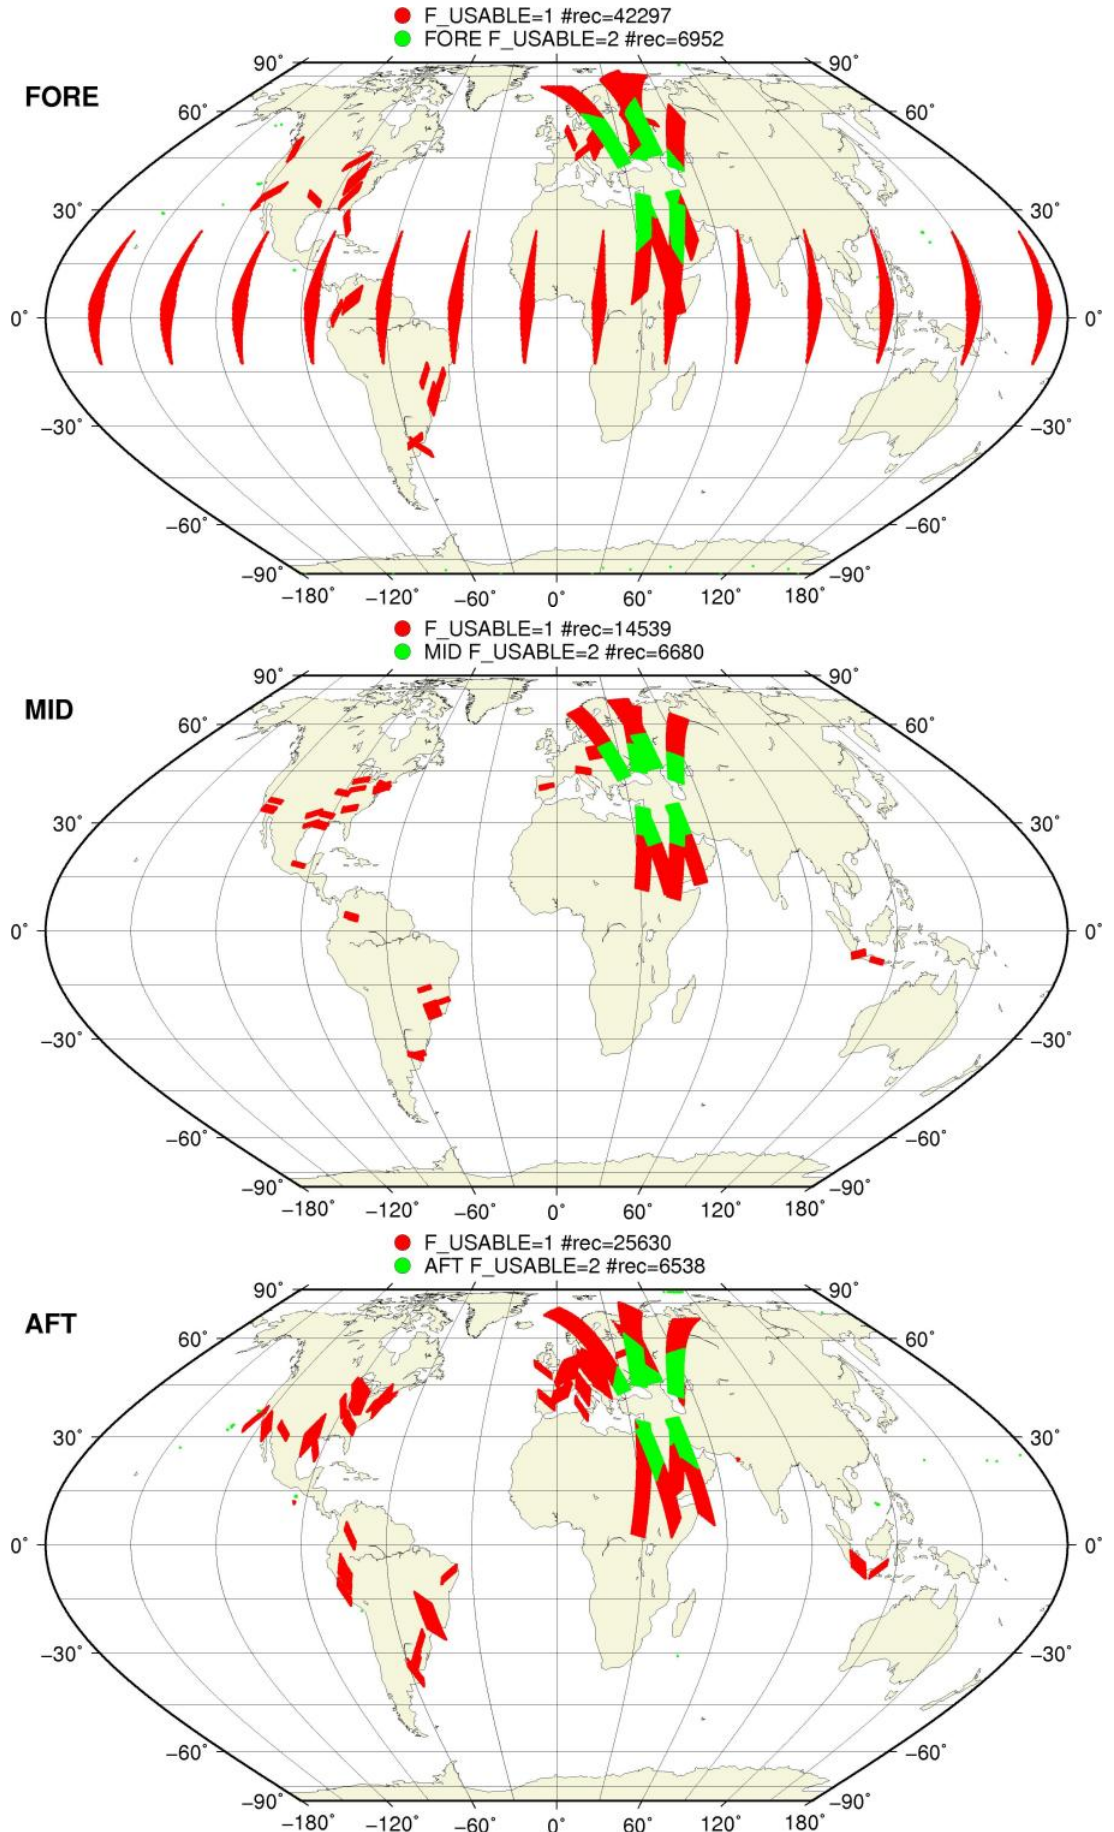 F_USABLE=1 #rec=42297
FORE F_USABLE=2 #rec=6952
FORE
90° 90°
60° 60°
30° 30°
0° 0°
−30° −30°
−60° −60°
−90° −90°
−180° −120° −60° 0° 60° 120° 180°
F_USABLE=1 #rec=14539
MID F_USABLE=2 #rec=6680
MID
90° 90°
60° 60°
30° 30°
0° 0°
−30° −30°
−60° −60°
−90° −90°
−180° −120° −60° 0° 60° 120° 180°
F_USABLE=1 #rec=25630
AFT F_USABLE=2 #rec=6538
AFT
90° 90°
60° 60°
30° 30°
0° 0°
−30° −30°
−60° −60°
−90° −90°
−180° −120° −60° 0° 60° 120° 180°